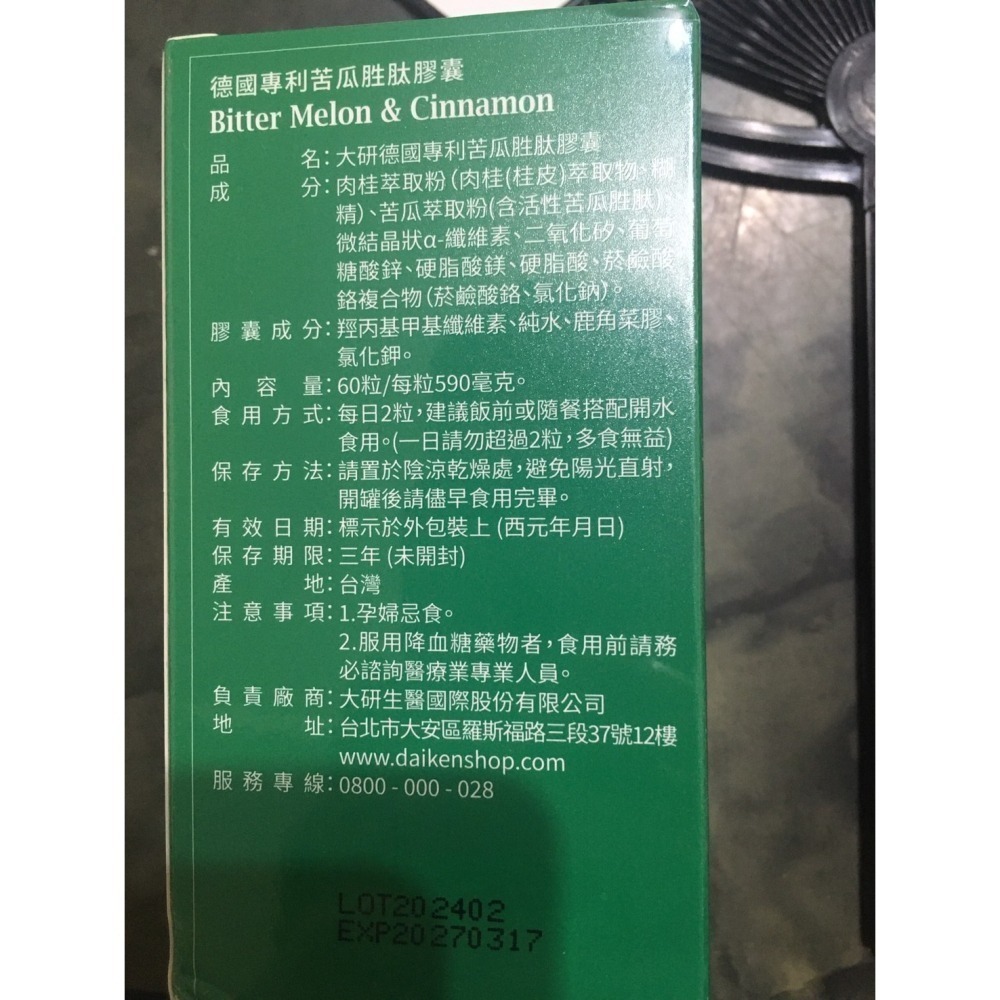 德國專利苦瓜胜肽膠囊
Bitter Melon & Cinnamon
品名：大研德國專利苦瓜胜肽膠囊
成分：肉桂萃取粉(肉桂(桂皮)萃取物、糊
精)、苦瓜萃取粉(含活性苦瓜胜肽)、
微結晶狀α-纖維素、二氧化矽、葡萄
糖酸鋅、硬脂酸鎂、硬脂酸、菸鹼酸
鉻複合物(菸鹼酸鉻、氯化鈉)。
膠囊成分：羥丙基甲基纖維素、純水、鹿角菜膠、
氯化鉀。
內容量：60粒/每粒590毫克。
食用方式：每日2粒，建議飯前或隨餐搭配開水
食用。(一日請勿超過2粒，多食無益)
保存方法：請置於陰涼乾燥處，避免陽光直射，
開罐後請儘早食用完畢。
有效日期：標示於外包裝上 (西元年月日)
保存期限：三年 (未開封)
產地：台灣
注意事項：1.孕婦忌食。
2.服用降血糖藥物者，食用前請務
必諮詢醫療業專業人員。
負責廠商：大研生醫國際股份有限公司
地址：台北市大安區羅斯福路三段37號12樓
www.daikenshop.com
服務專線：0800 - 000 - 028
LOT202402
EXP20270317